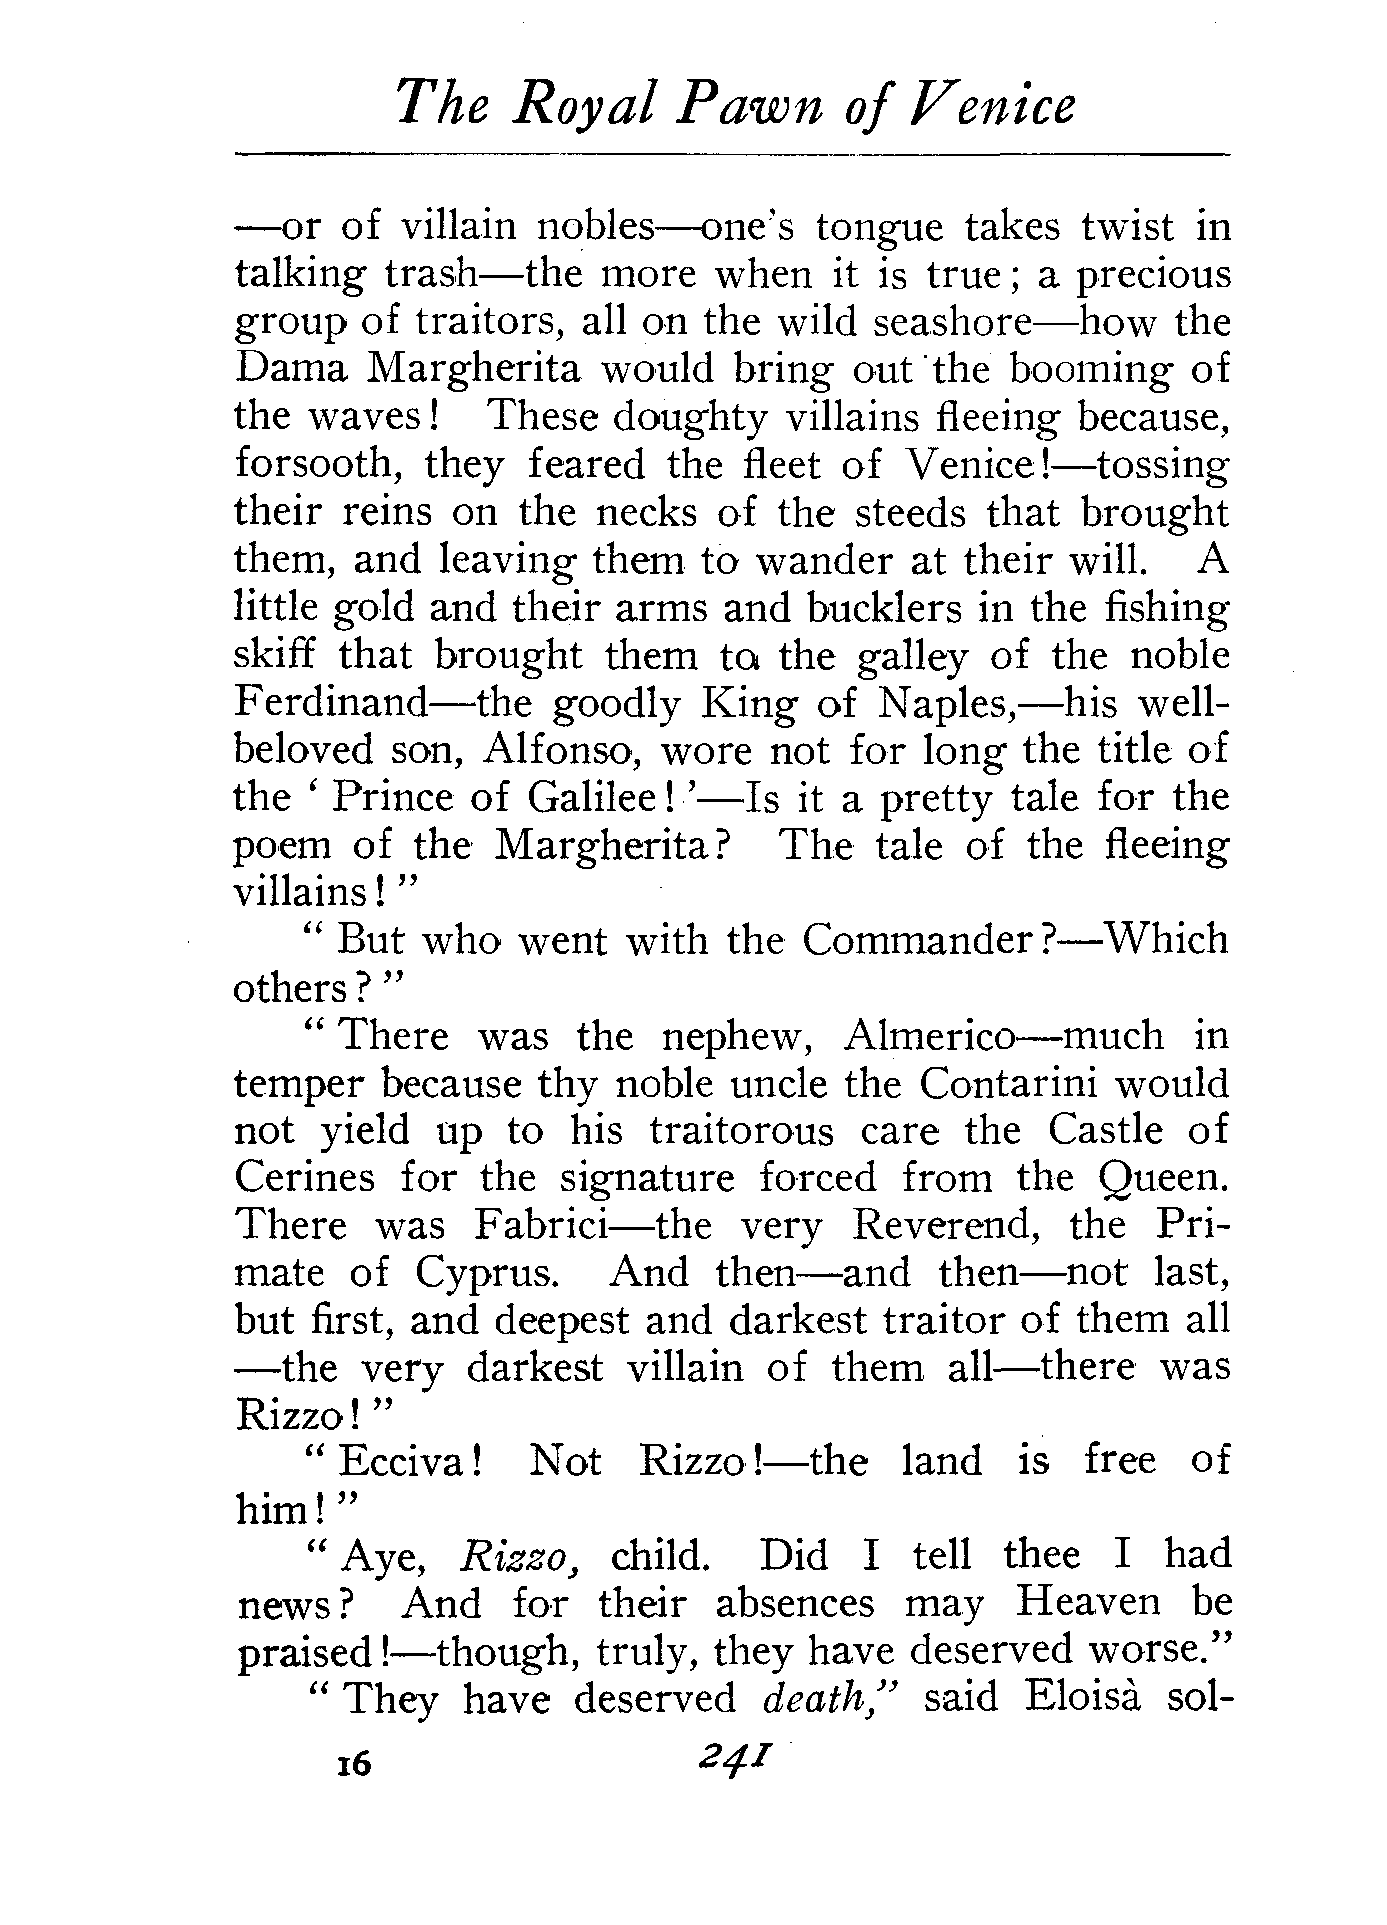 The Royal Pawn of Venice
—or of villain nobles—one's tongue takes twist in
talking trash—the more when it is true; a precious
group of traitors, all on the wild seashore—how the
Dama Margherita would bring out the booming of
the waves! These doughty villains fleeing because,
forsooth, they feared the fleet of Venice!—tossing
their reins on the necks of the steeds that brought
them, and leaving them to wander at their will. A
little gold and their arms and bucklers in the fishing
skiff that brought them to the galley of the noble
Ferdinand—the goodly King of Naples,—his well-
beloved son, Alfonso, wore not for long the title of
the ‘ Prince of Galilee! ’—Is it a pretty tale for the
poem of the Margherita? The tale of the fleeing
villains! ”
“ But who went with the Commander?—Which
others? ”
“ There was the nephew, Almerico—much in
temper because thy noble uncle the Contarini would
not yield up to his traitorous care the Castle of
Cerines for the signature forced from the Queen.
There was Fabrici—the very Reverend, the Pri-
mate of Cyprus. And then—and then—not last,
but first, and deepest and darkest traitor of them all
—the very darkest villain of them all—there was
Rizzo! ”
“ Ecciva! Not Rizzo!—the land is free of
him! ”
“ Aye, Rizzo, child. Did I tell thee I had
news? And for their absences may Heaven be
praised!—though, truly, they have deserved worse.”
“ They have deserved death,” said Eloisà sol-
16 241